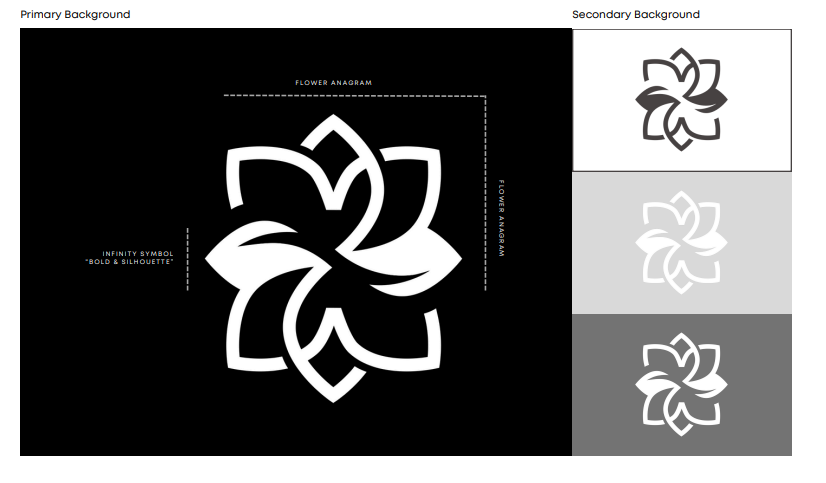 Primary Background
Secondary Background
FLOWER ANAGRAM
FLOWER ANAGRAM
INFINITY SYMBOL
"BOLD & SILHOUETTE"